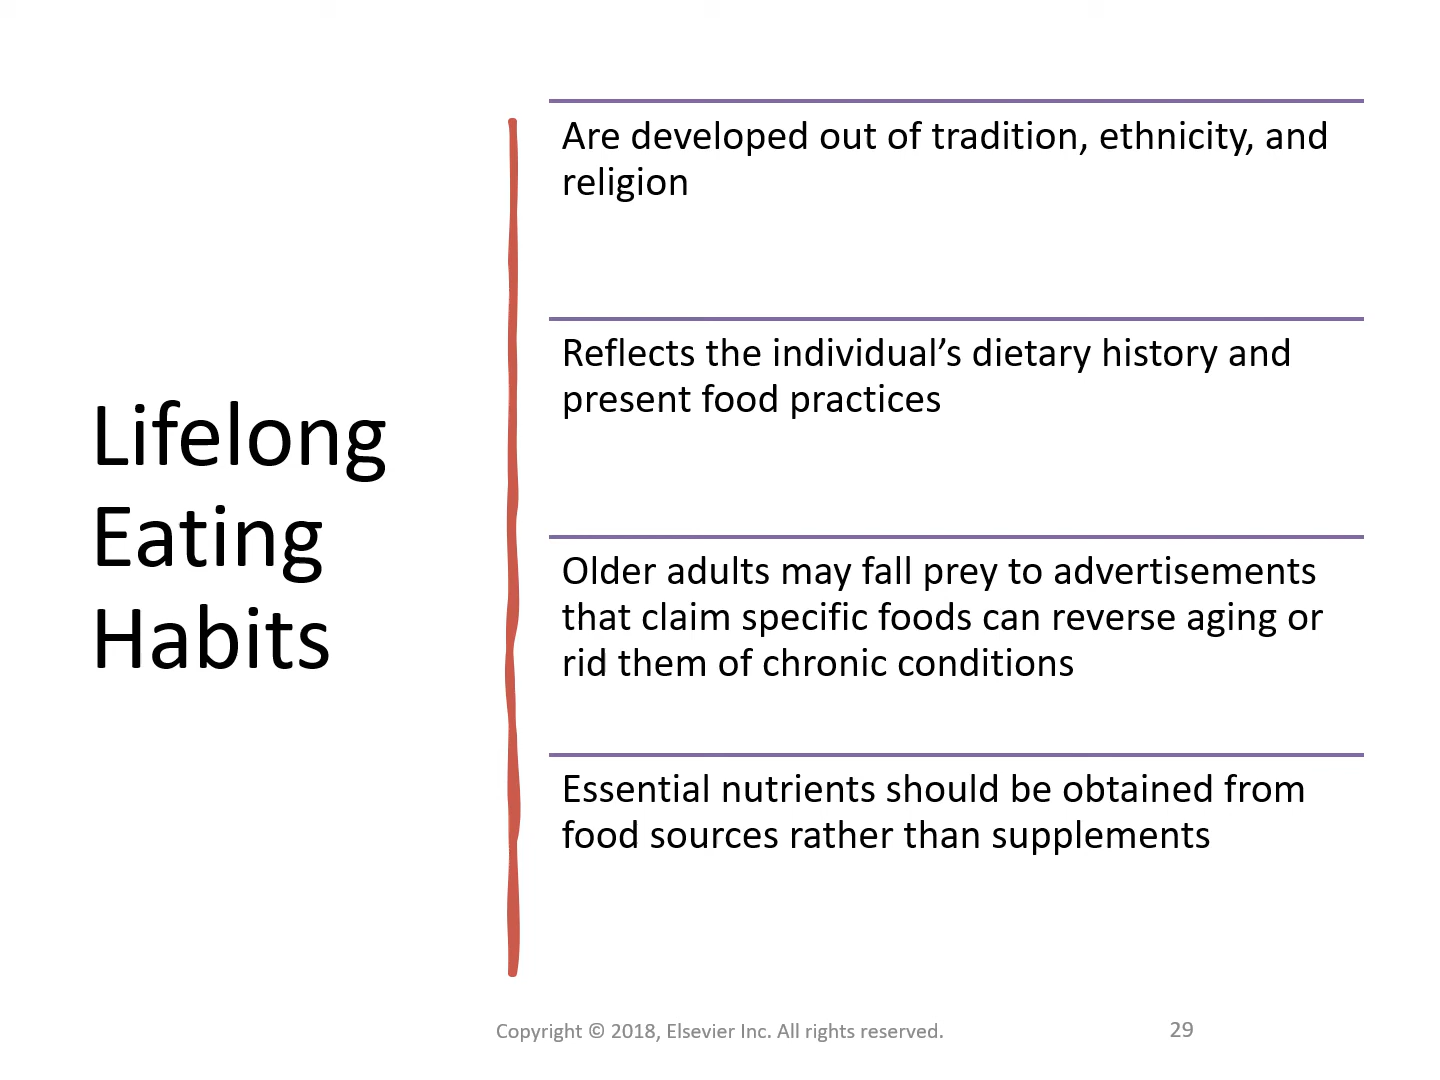 Lifelong
Eating
Habits
Are developed out of tradition, ethnicity, and
religion
Reflects the individual’s dietary history and
present food practices
Older adults may fall prey to advertisements
that claim specific foods can reverse aging or
rid them of chronic conditions
Essential nutrients should be obtained from
food sources rather than supplements
Copyright © 2018, Elsevier Inc. All rights reserved.
29